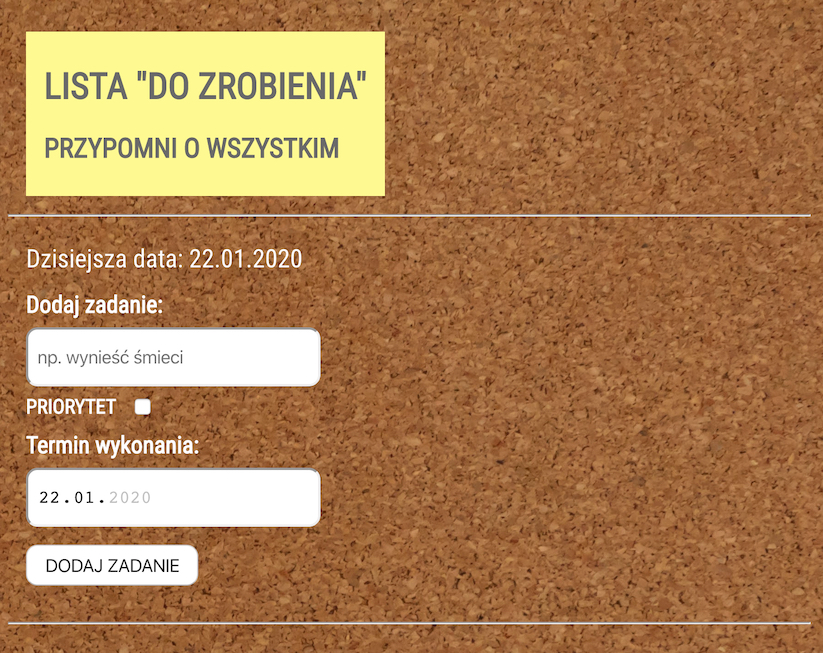 LISTA "DO ZROBIENIA"
PRZYPOMNI O WSZYSTKIM
Dzisiejsza data: 22.01.2020
Dodaj zadanie:
np. wynieść śmieci
PRIORYTET
Termin wykonania:
22.01.2020
DODAJ ZADANIE